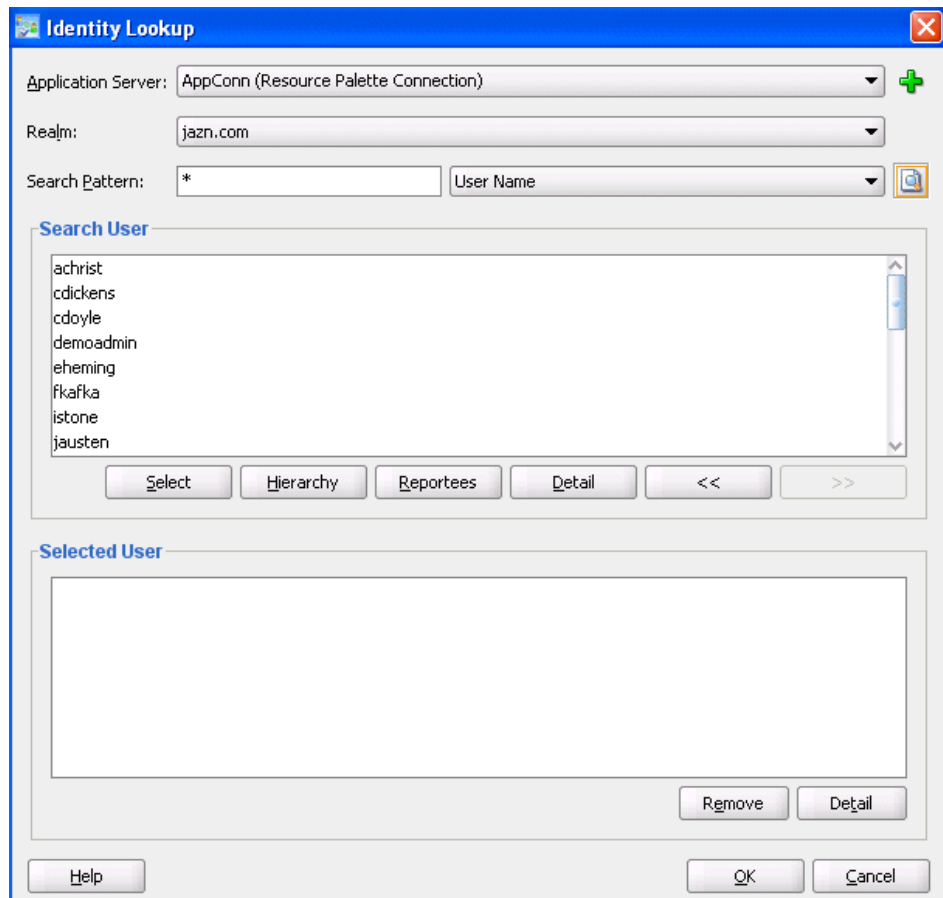 Identity Lookup
Application Server: AppConn (Resource Palette Connection)
Realm: jazn.com
Search Pattern: * User Name
Search User
achrist
cdickens
cdoyle
demoadmin
eheming
fkafka
istone
jausten
Select Hierarchy Reportees Detail << >>
Selected User
Remove Detail
Help OK Cancel